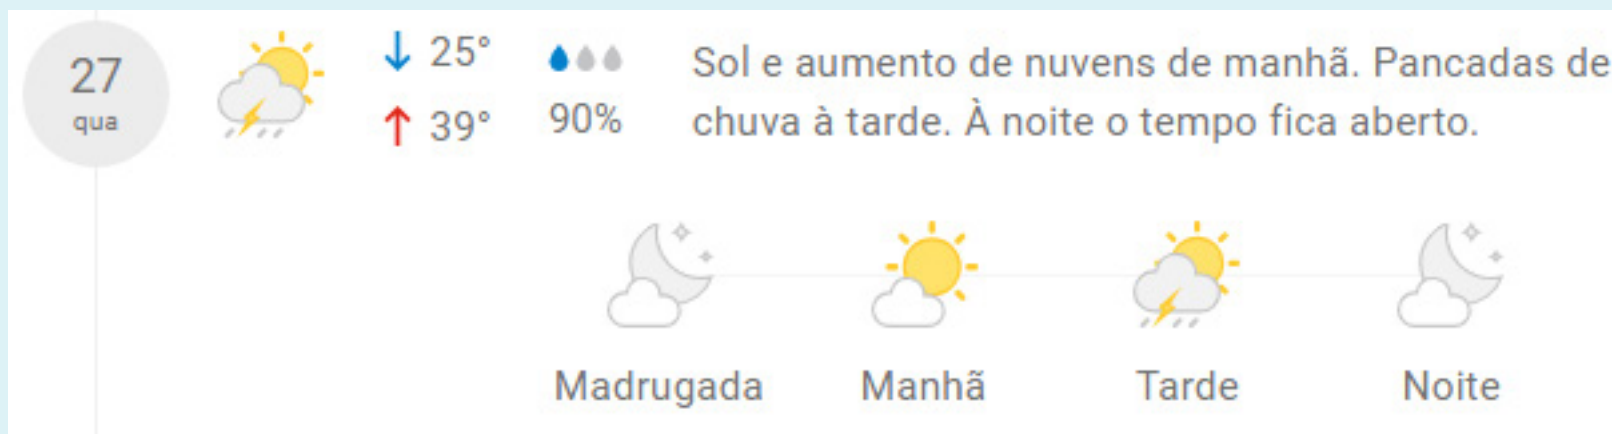 27
qua
25°
39°
90%
Sol e aumento de nuvens de manhã. Pancadas de
chuva à tarde. À noite o tempo fica aberto.
Madrugada
Manhã
Tarde
Noite